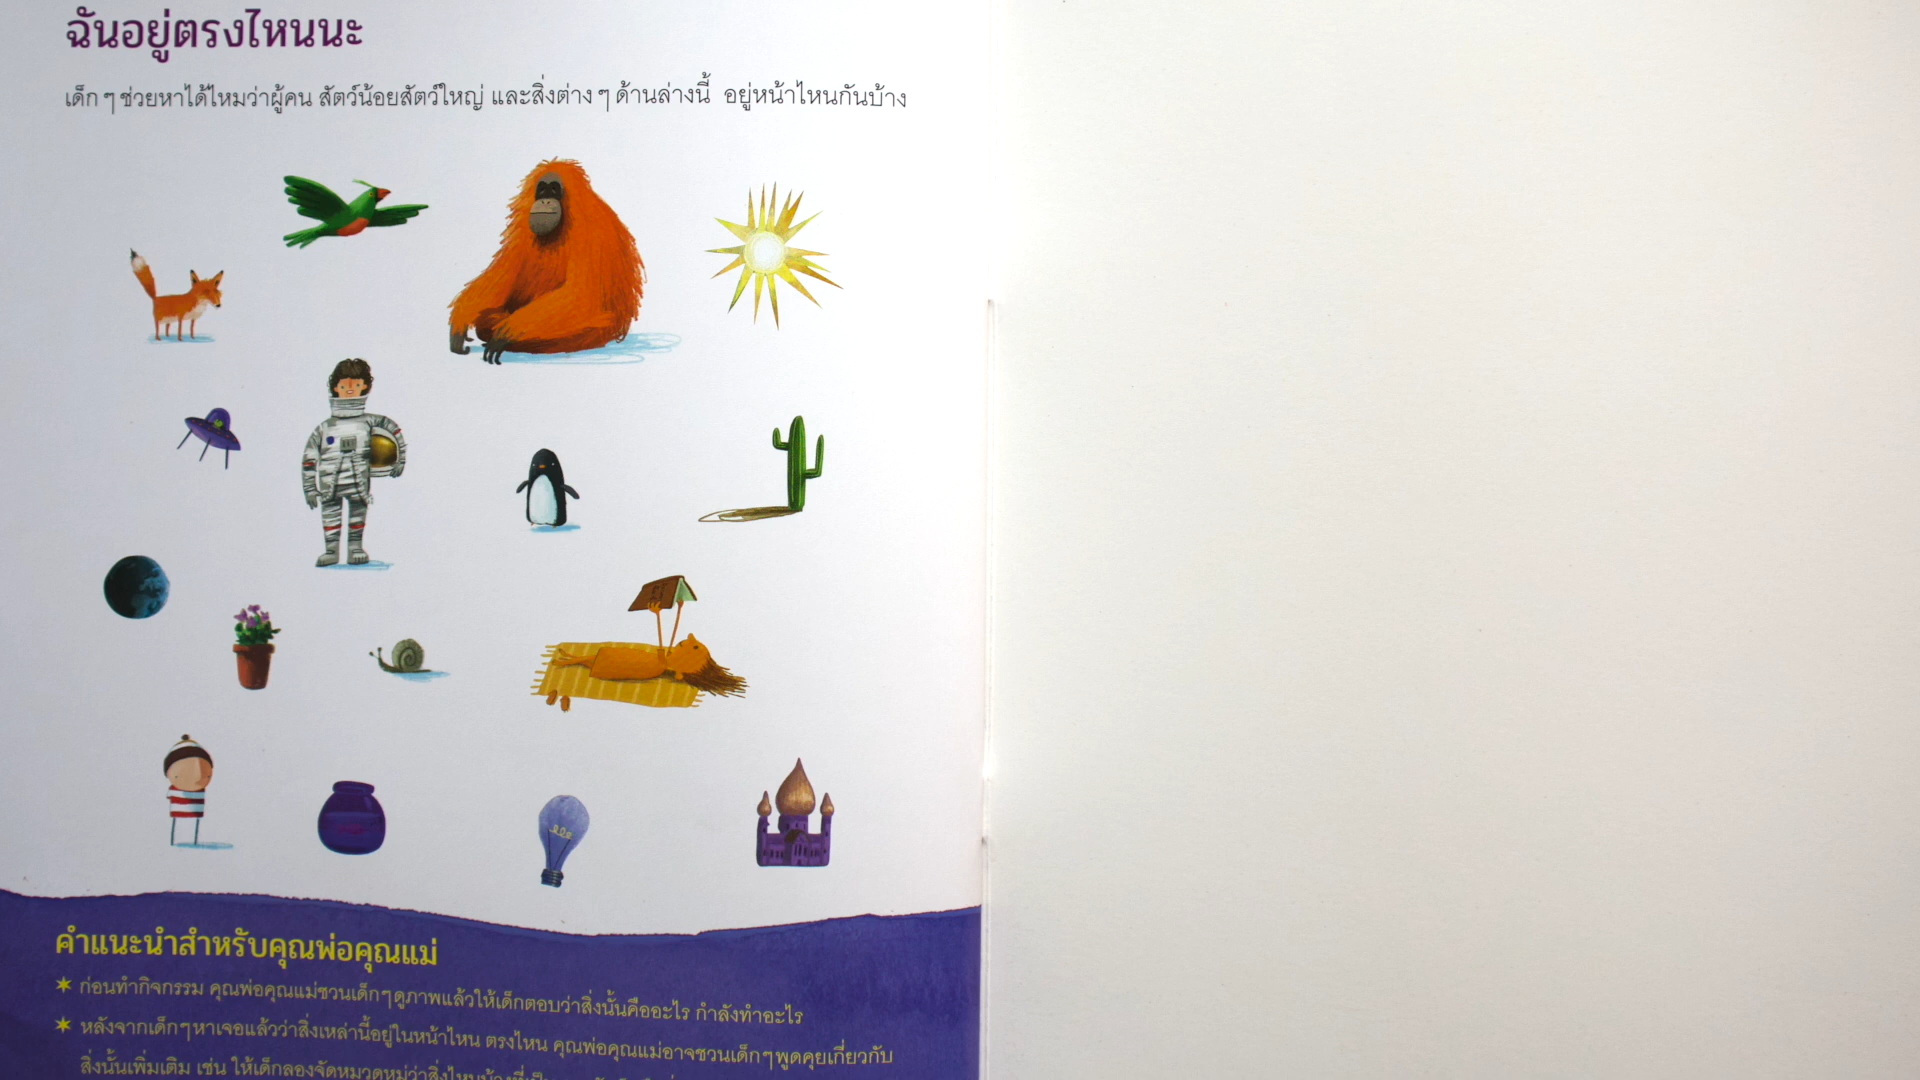 ฉันอยู่ตรงไหนนะ
เด็ก ๆ ช่วยหาได้ไหมว่าผู้คน สัตว์น้อยสัตว์ใหญ่ และสิ่งต่าง ๆ ด้านล่างนี้ อยู่หน้าไหนกันบ้าง
คำแนะนำสำหรับคุณพ่อคุณแม่
✶ ก่อนทำกิจกรรม คุณพ่อคุณแม่ชวนเด็กๆดูภาพแล้วให้เด็กตอบว่าสิ่งนั้นคืออะไร กำลังทำอะไร
✶ หลังจากเด็กๆหาเจอแล้วว่าสิ่งเหล่านี้อยู่ในหน้าไหน ตรงไหน คุณพ่อคุณแม่อาจชวนเด็กๆพูดคุยเกี่ยวกับ
สิ่งนั้นเพิ่มเติม เช่น ให้เด็กลองจัดหมวดหมู่ว่าสิ่งไหนบ้างที่เป็น